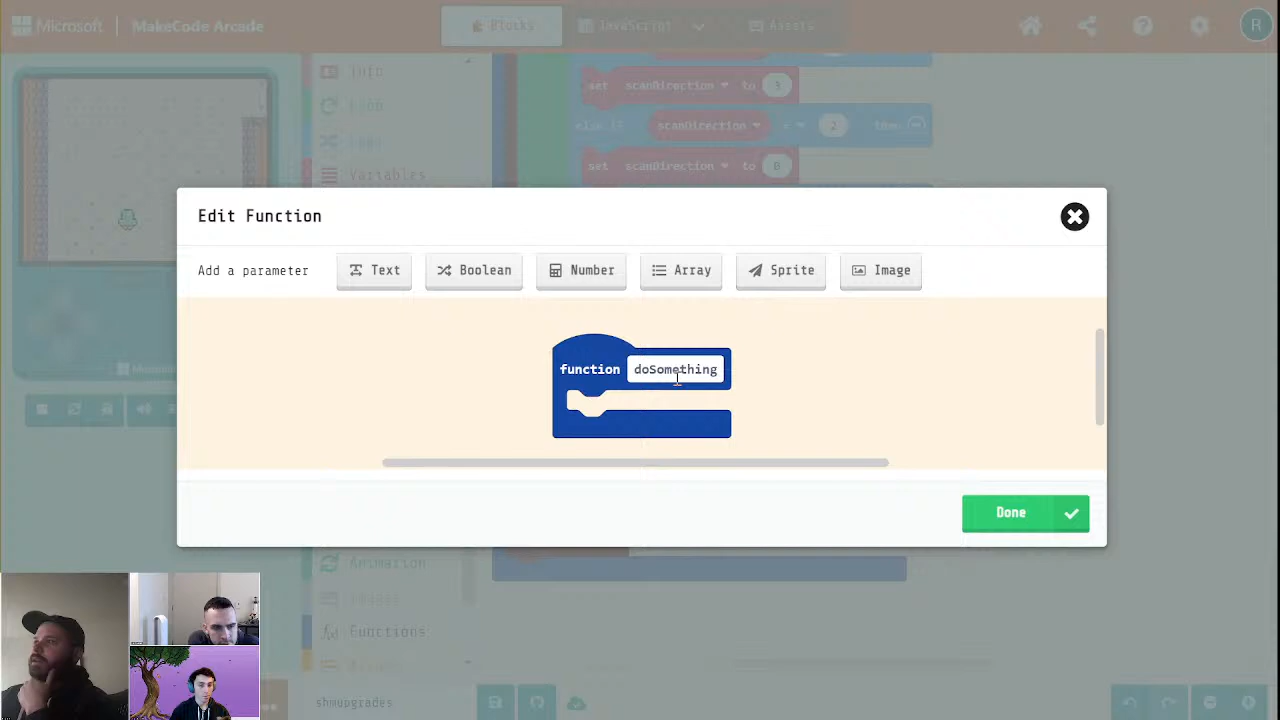 Microsoft MakeCode Arcade
Blocks
JavaScript
Assets
R
Variables
set scanDirection to 3
else if scanDirection = 2 then
set scanDirection to 0
Edit Function
Add a parameter
Text
Boolean
Number
Array
Sprite
Image
function doSomething
Done
Animation
Functions
shmupgrades